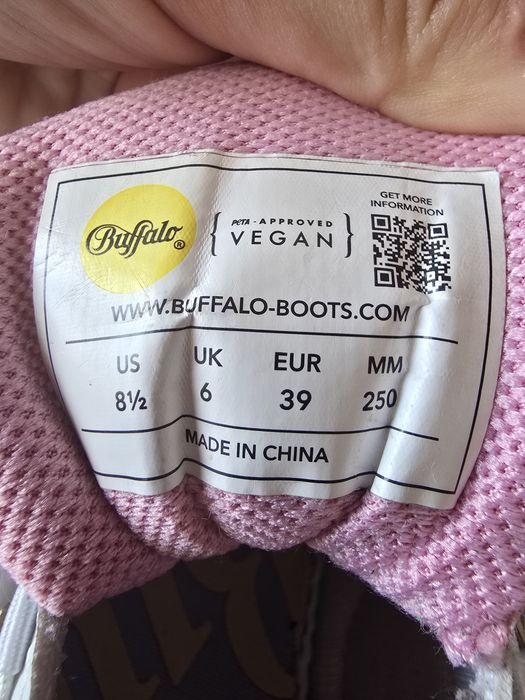 Buffalo®
{ PETA - APPROVED
VEGAN }
GET MORE
INFORMATION
WWW.BUFFALO-BOOTS.COM
US UK EUR MM
8½ 6 39 250
MADE IN CHINA